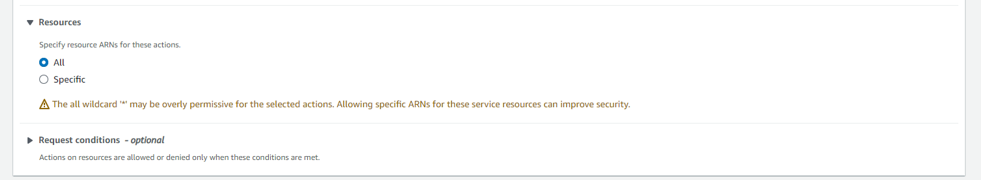 Resources
Specify resource ARNs for these actions.
All
Specific
The all wildcard '*' may be overly permissive for the selected actions. Allowing specific ARNs for these service resources can improve security.
Request conditions - optional
Actions on resources are allowed or denied only when these conditions are met.